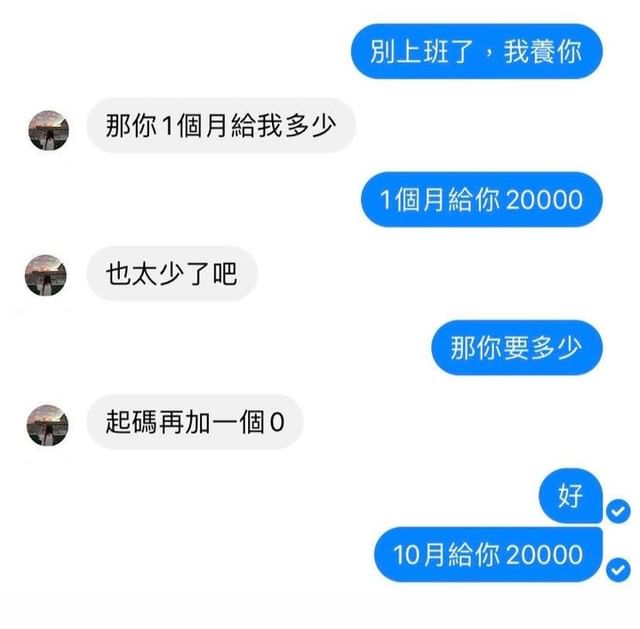 別上班了，我養你
那你1個月給我多少
1個月給你 20000
也太少了吧
那你要多少
起碼再加一個0
好
10月給你 20000